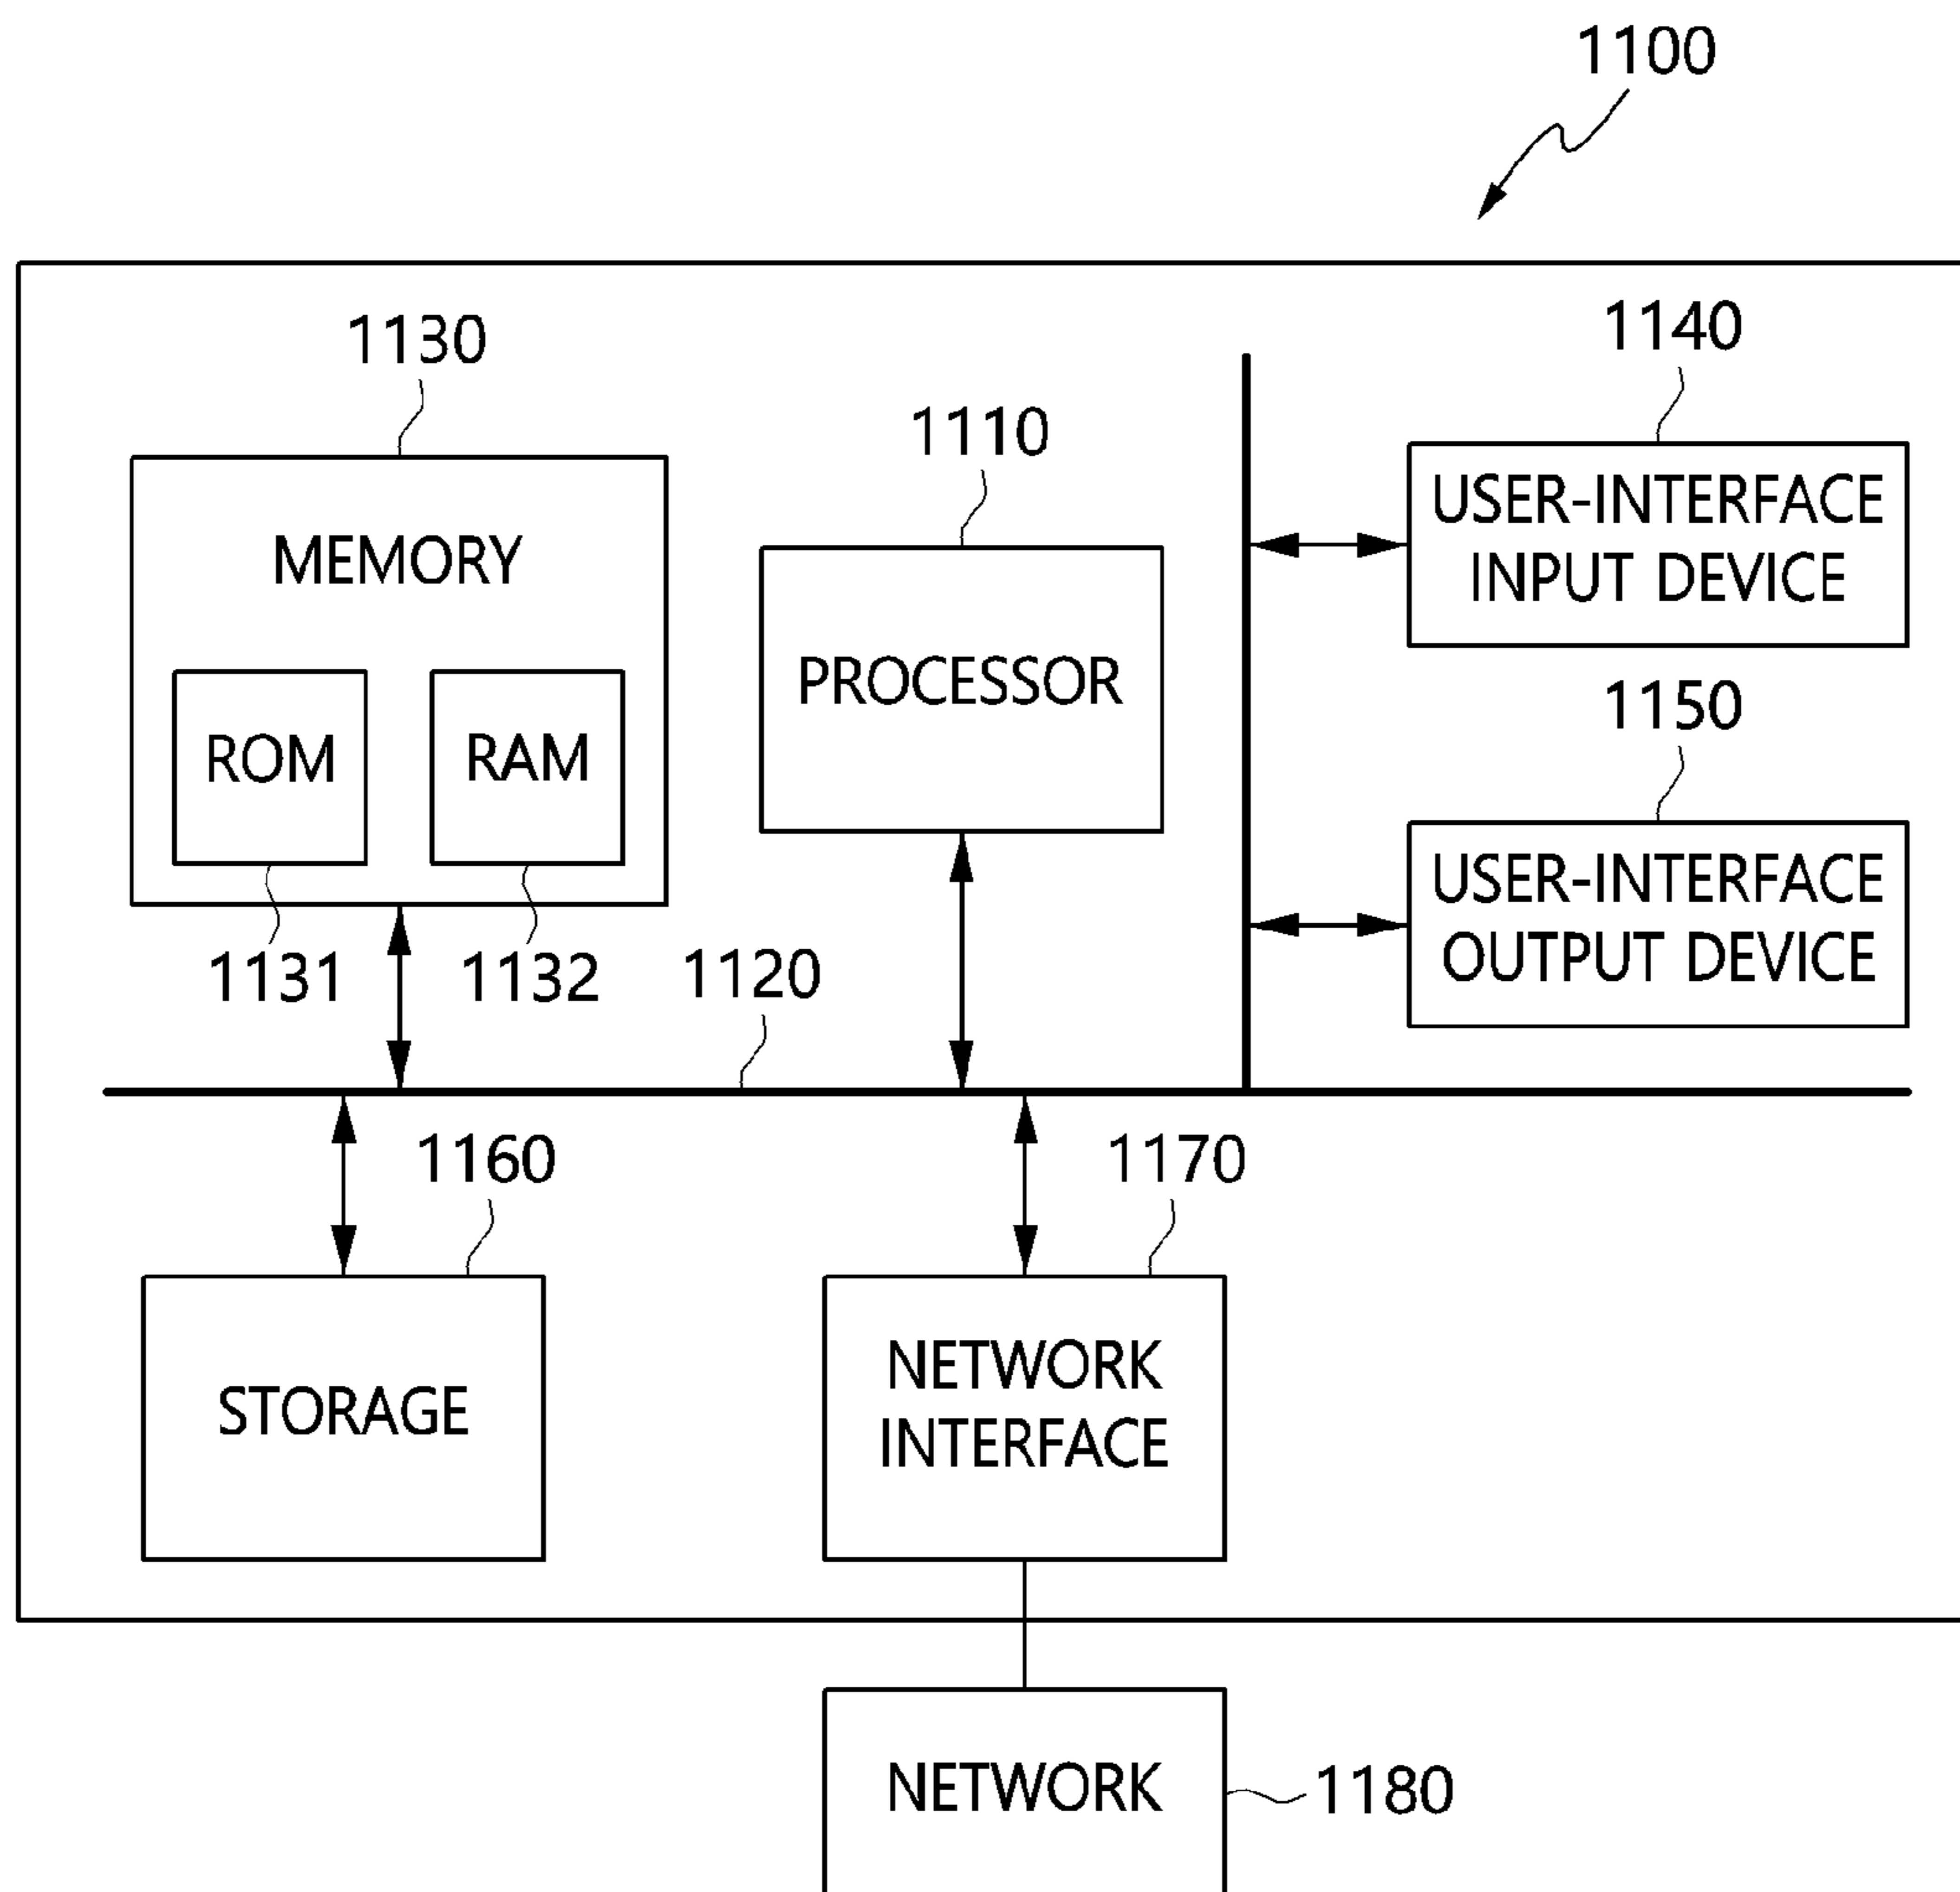 1100
1130
1110
1140
MEMORY
PROCESSOR
USER-INTERFACE
INPUT DEVICE
ROM
RAM
1150
USER-INTERFACE
OUTPUT DEVICE
1131
1132
1120
1160
1170
STORAGE
NETWORK
INTERFACE
NETWORK
1180